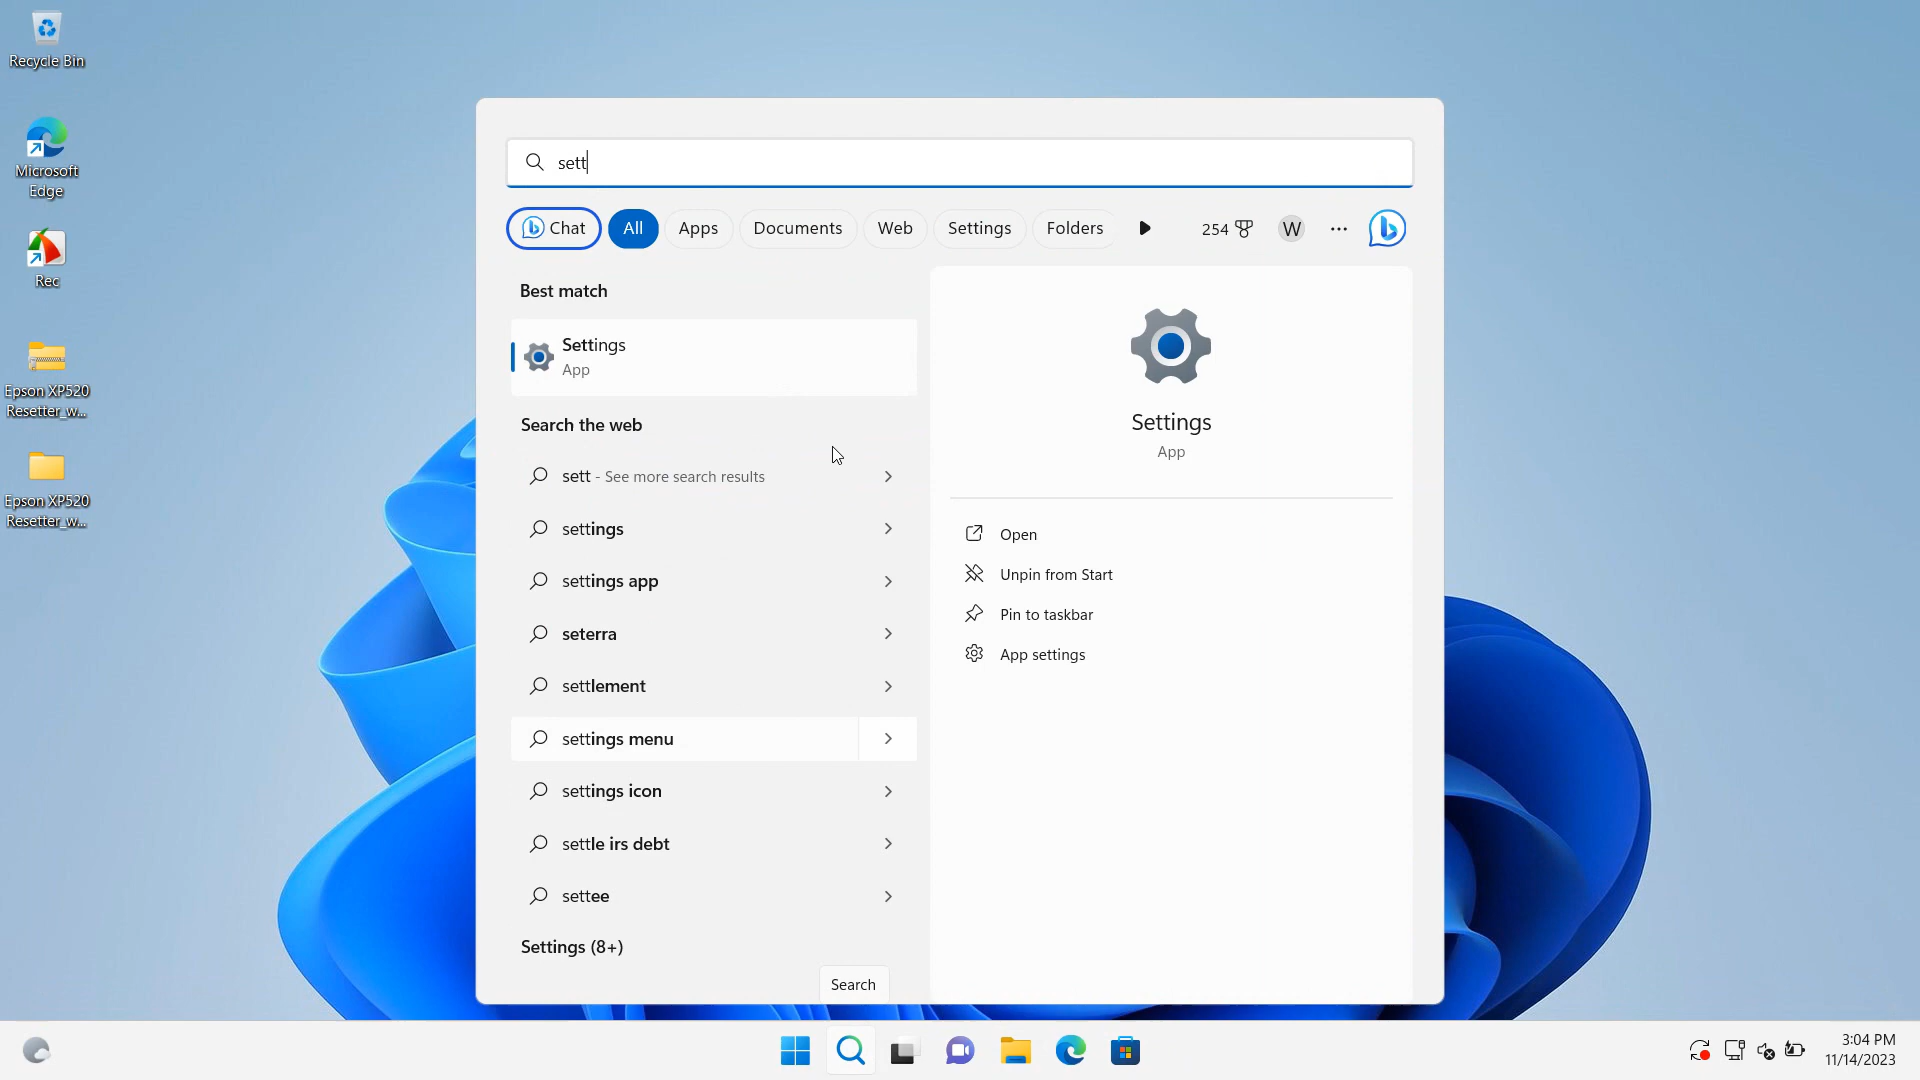 Recycle Bin
Microsoft
Edge
Rec
Epson XP520
Resetter_w...
Epson XP520
Resetter_w...
sett
Chat All Apps Documents Web Settings Folders 254 W ...
Best match
Settings
App
Search the web
sett - See more search results
settings
settings app
seterra
settlement
settings menu
settings icon
settle irs debt
settee
Settings (8+)
Search
Settings
App
Open
Unpin from Start
Pin to taskbar
App settings
3:04 PM
11/14/2023